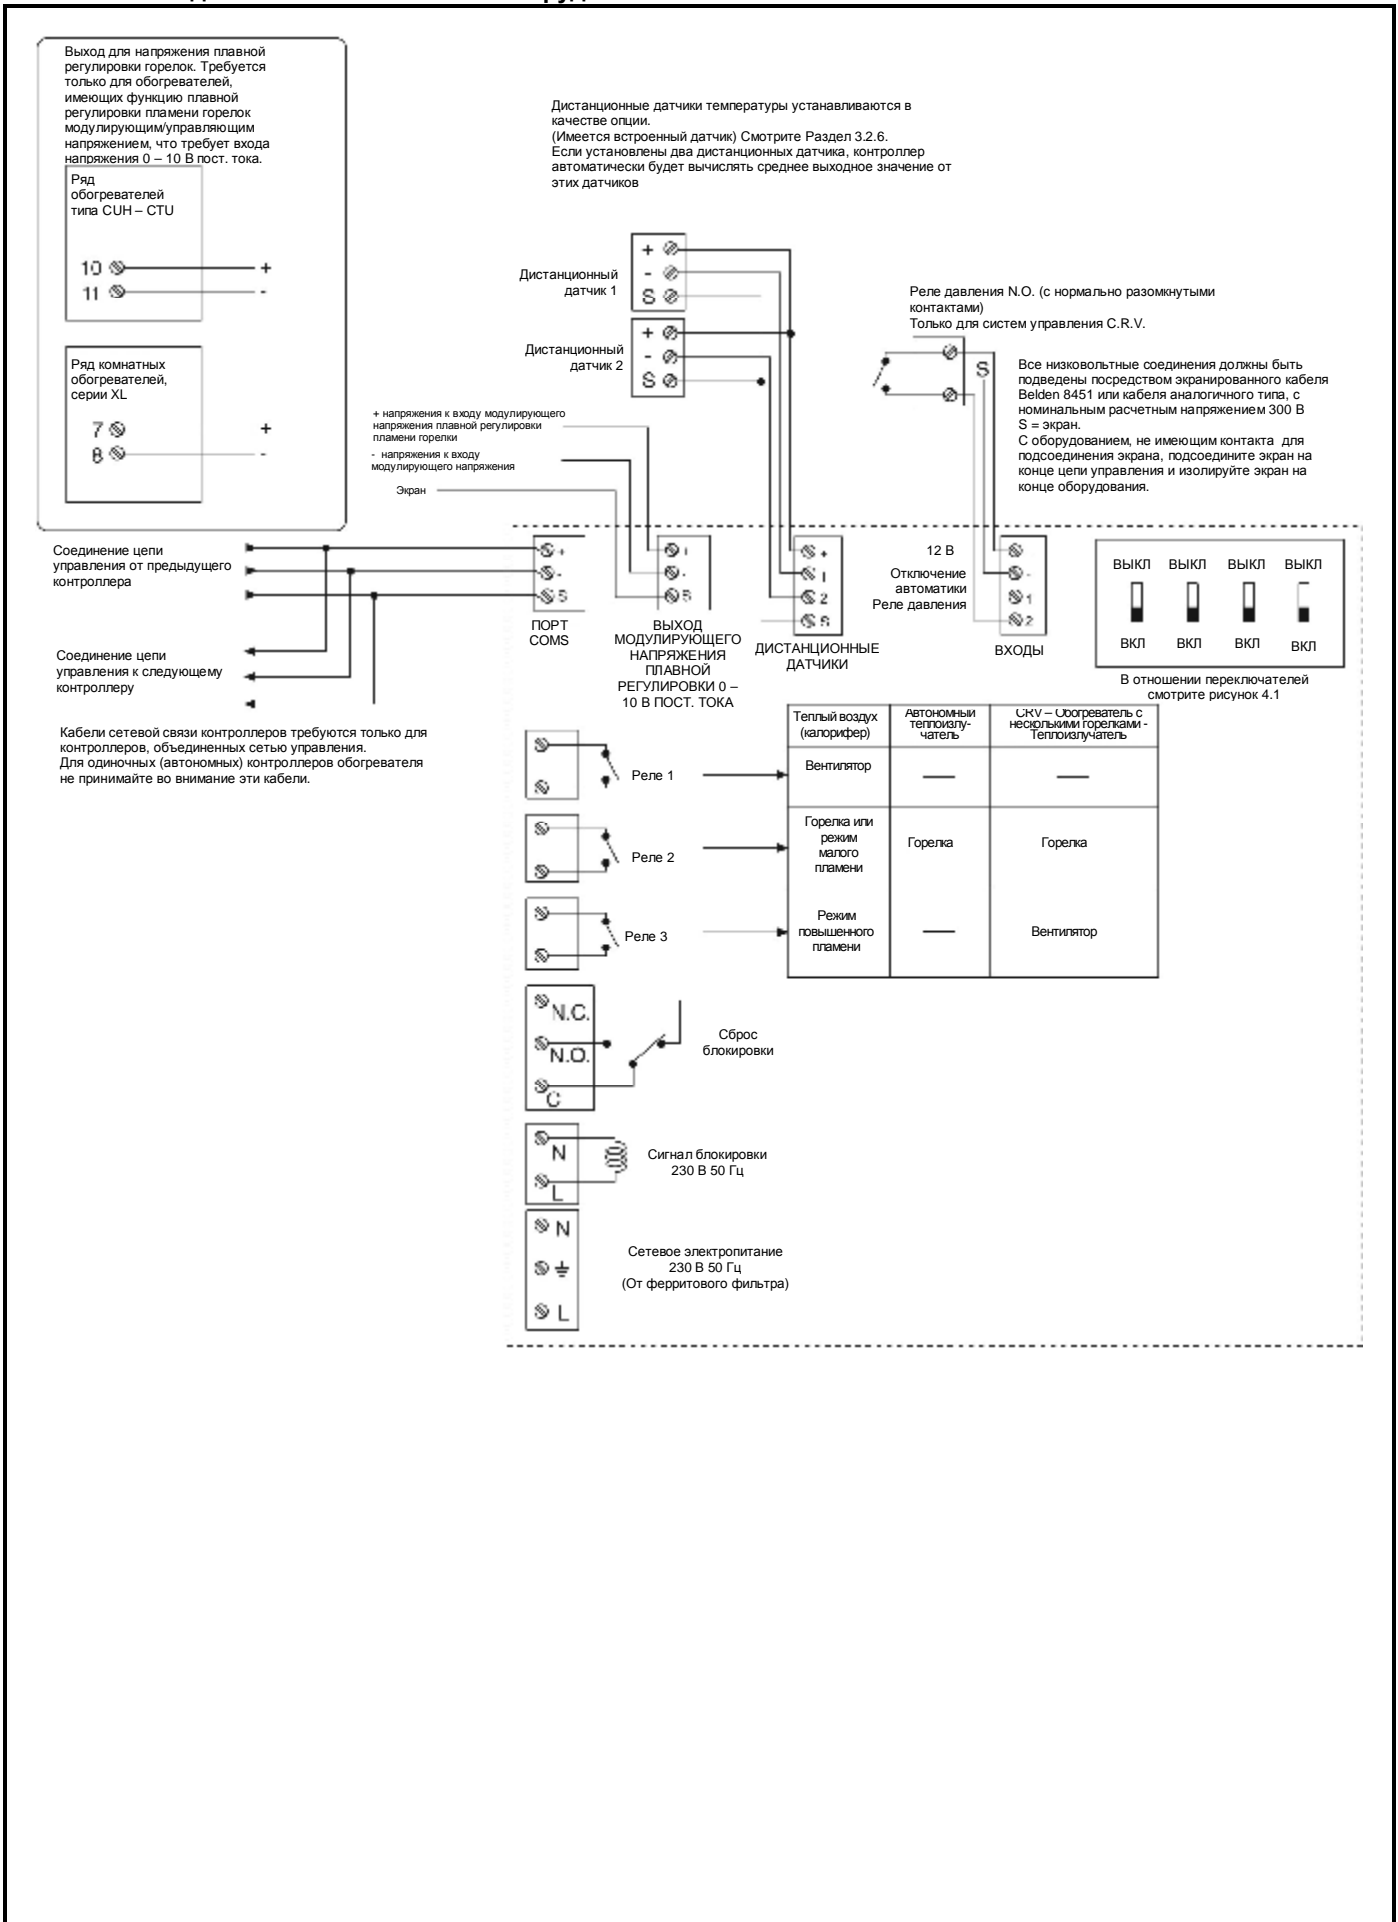 Выход для напряжения плавной
регулировки горелок. Требуется
только для обогревателей,
имеющих функцию плавной
регулировки пламени горелок
модулирующим/управляющим
напряжением, что требует входа
напряжения 0 – 10 В пост. тока.
Ряд
обогревателей
типа CUH – CTU
10 +
11 -
Ряд комнатных
обогревателей,
серии XL
7 +
8 -
Дистанционные датчики температуры устанавливаются в
качестве опции.
(Имеется встроенный датчик) Смотрите Раздел 3.2.6.
Если установлены два дистанционных датчика, контроллер
автоматически будет вычислять среднее выходное значение от
этих датчиков
Дистанционный
датчик 1
+
-
S
Дистанционный
датчик 2
+
-
S
Реле давления N.O. (с нормально разомкнутыми
контактами)
Только для систем управления C.R.V.
S
Все низковольтные соединения должны быть
подведены посредством экранированного кабеля
Belden 8451 или кабеля аналогичного типа, с
номинальным расчетным напряжением 300 В
S = экран.
С оборудованием, не имеющим контакта для
подсоединения экрана, подсоедините экран на
конце цепи управления и изолируйте экран на
конце оборудования.
+ напряжения к входу модулирующего
напряжения плавной регулировки
пламени горелки
- напряжения к входу
модулирующего напряжения
Экран
Соединение цепи
управления от предыдущего
контроллера
Соединение цепи
управления к следующему
контроллеру
Кабели сетевой связи контроллеров требуются только для
контроллеров, объединенных сетью управления.
Для одиночных (автономных) контроллеров обогревателя
не принимайте во внимание эти кабели.
+
-
S
ПОРТ
COMS
+
-
S
ВЫХОД
МОДУЛИРУЮЩЕГО
НАПРЯЖЕНИЯ
ПЛАВНОЙ
РЕГУЛИРОВКИ 0 –
10 В ПОСТ. ТОКА
+
1
2
S
ДИСТАНЦИОННЫЕ
ДАТЧИКИ
12 В
Отключение
автоматики
Реле давления
-
1
2
ВХОДЫ
ВЫКЛ ВЫКЛ ВЫКЛ ВЫКЛ
ВКЛ ВКЛ ВКЛ ВКЛ
В отношении переключателей
смотрите рисунок 4.1
Теплый воздух
(калорифер)
Автономный
теплоизлу-
чатель
CRV – Обогреватель с
несколькими горелками -
Теплоизлучатель
Реле 1
Вентилятор — —
Реле 2
Горелка или
режим
малого
пламени
Горелка
Горелка
Реле 3
Режим
повышенного
пламени
—
Вентилятор
N.C.
N.O.
C
Сброс
блокировки
N
L
Сигнал блокировки
230 В 50 Гц
N
L
Сетевое электропитание
230 В 50 Гц
(От ферритового фильтра)